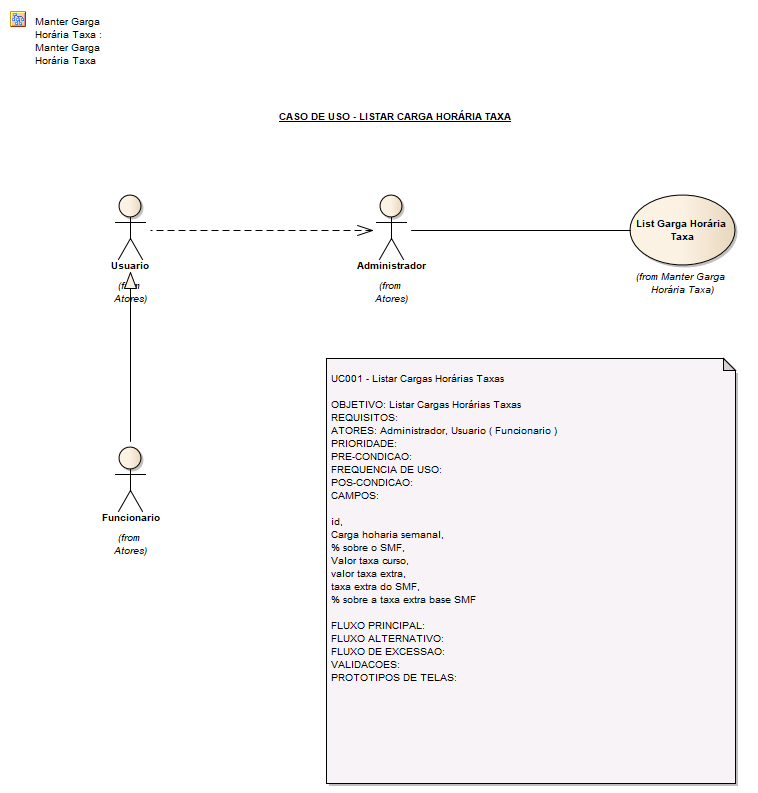 Manter Garga
Horária Taxa :
Manter Garga
Horária Taxa
CASO DE USO - LISTAR CARGA HORÁRIA TAXA
Usuario
(from
Atores)
Administrador
(from
Atores)
List Garga Horária
Taxa
(from Manter Garga
Horária Taxa)
Funcionario
(from
Atores)
UC001 - Listar Cargas Horárias Taxas
OBJETIVO: Listar Cargas Horárias Taxas
REQUISITOS:
ATORES: Administrador, Usuario ( Funcionario )
PRIORIDADE:
PRE-CONDICAO:
FREQUENCIA DE USO:
POS-CONDICAO:
CAMPOS:
id,
Carga hoharia semanal,
% sobre o SMF,
Valor taxa curso,
valor taxa extra,
taxa extra do SMF,
% sobre a taxa extra base SMF
FLUXO PRINCIPAL:
FLUXO ALTERNATIVO:
FLUXO DE EXCESSAO:
VALIDACOES:
PROTOTIPOS DE TELAS: